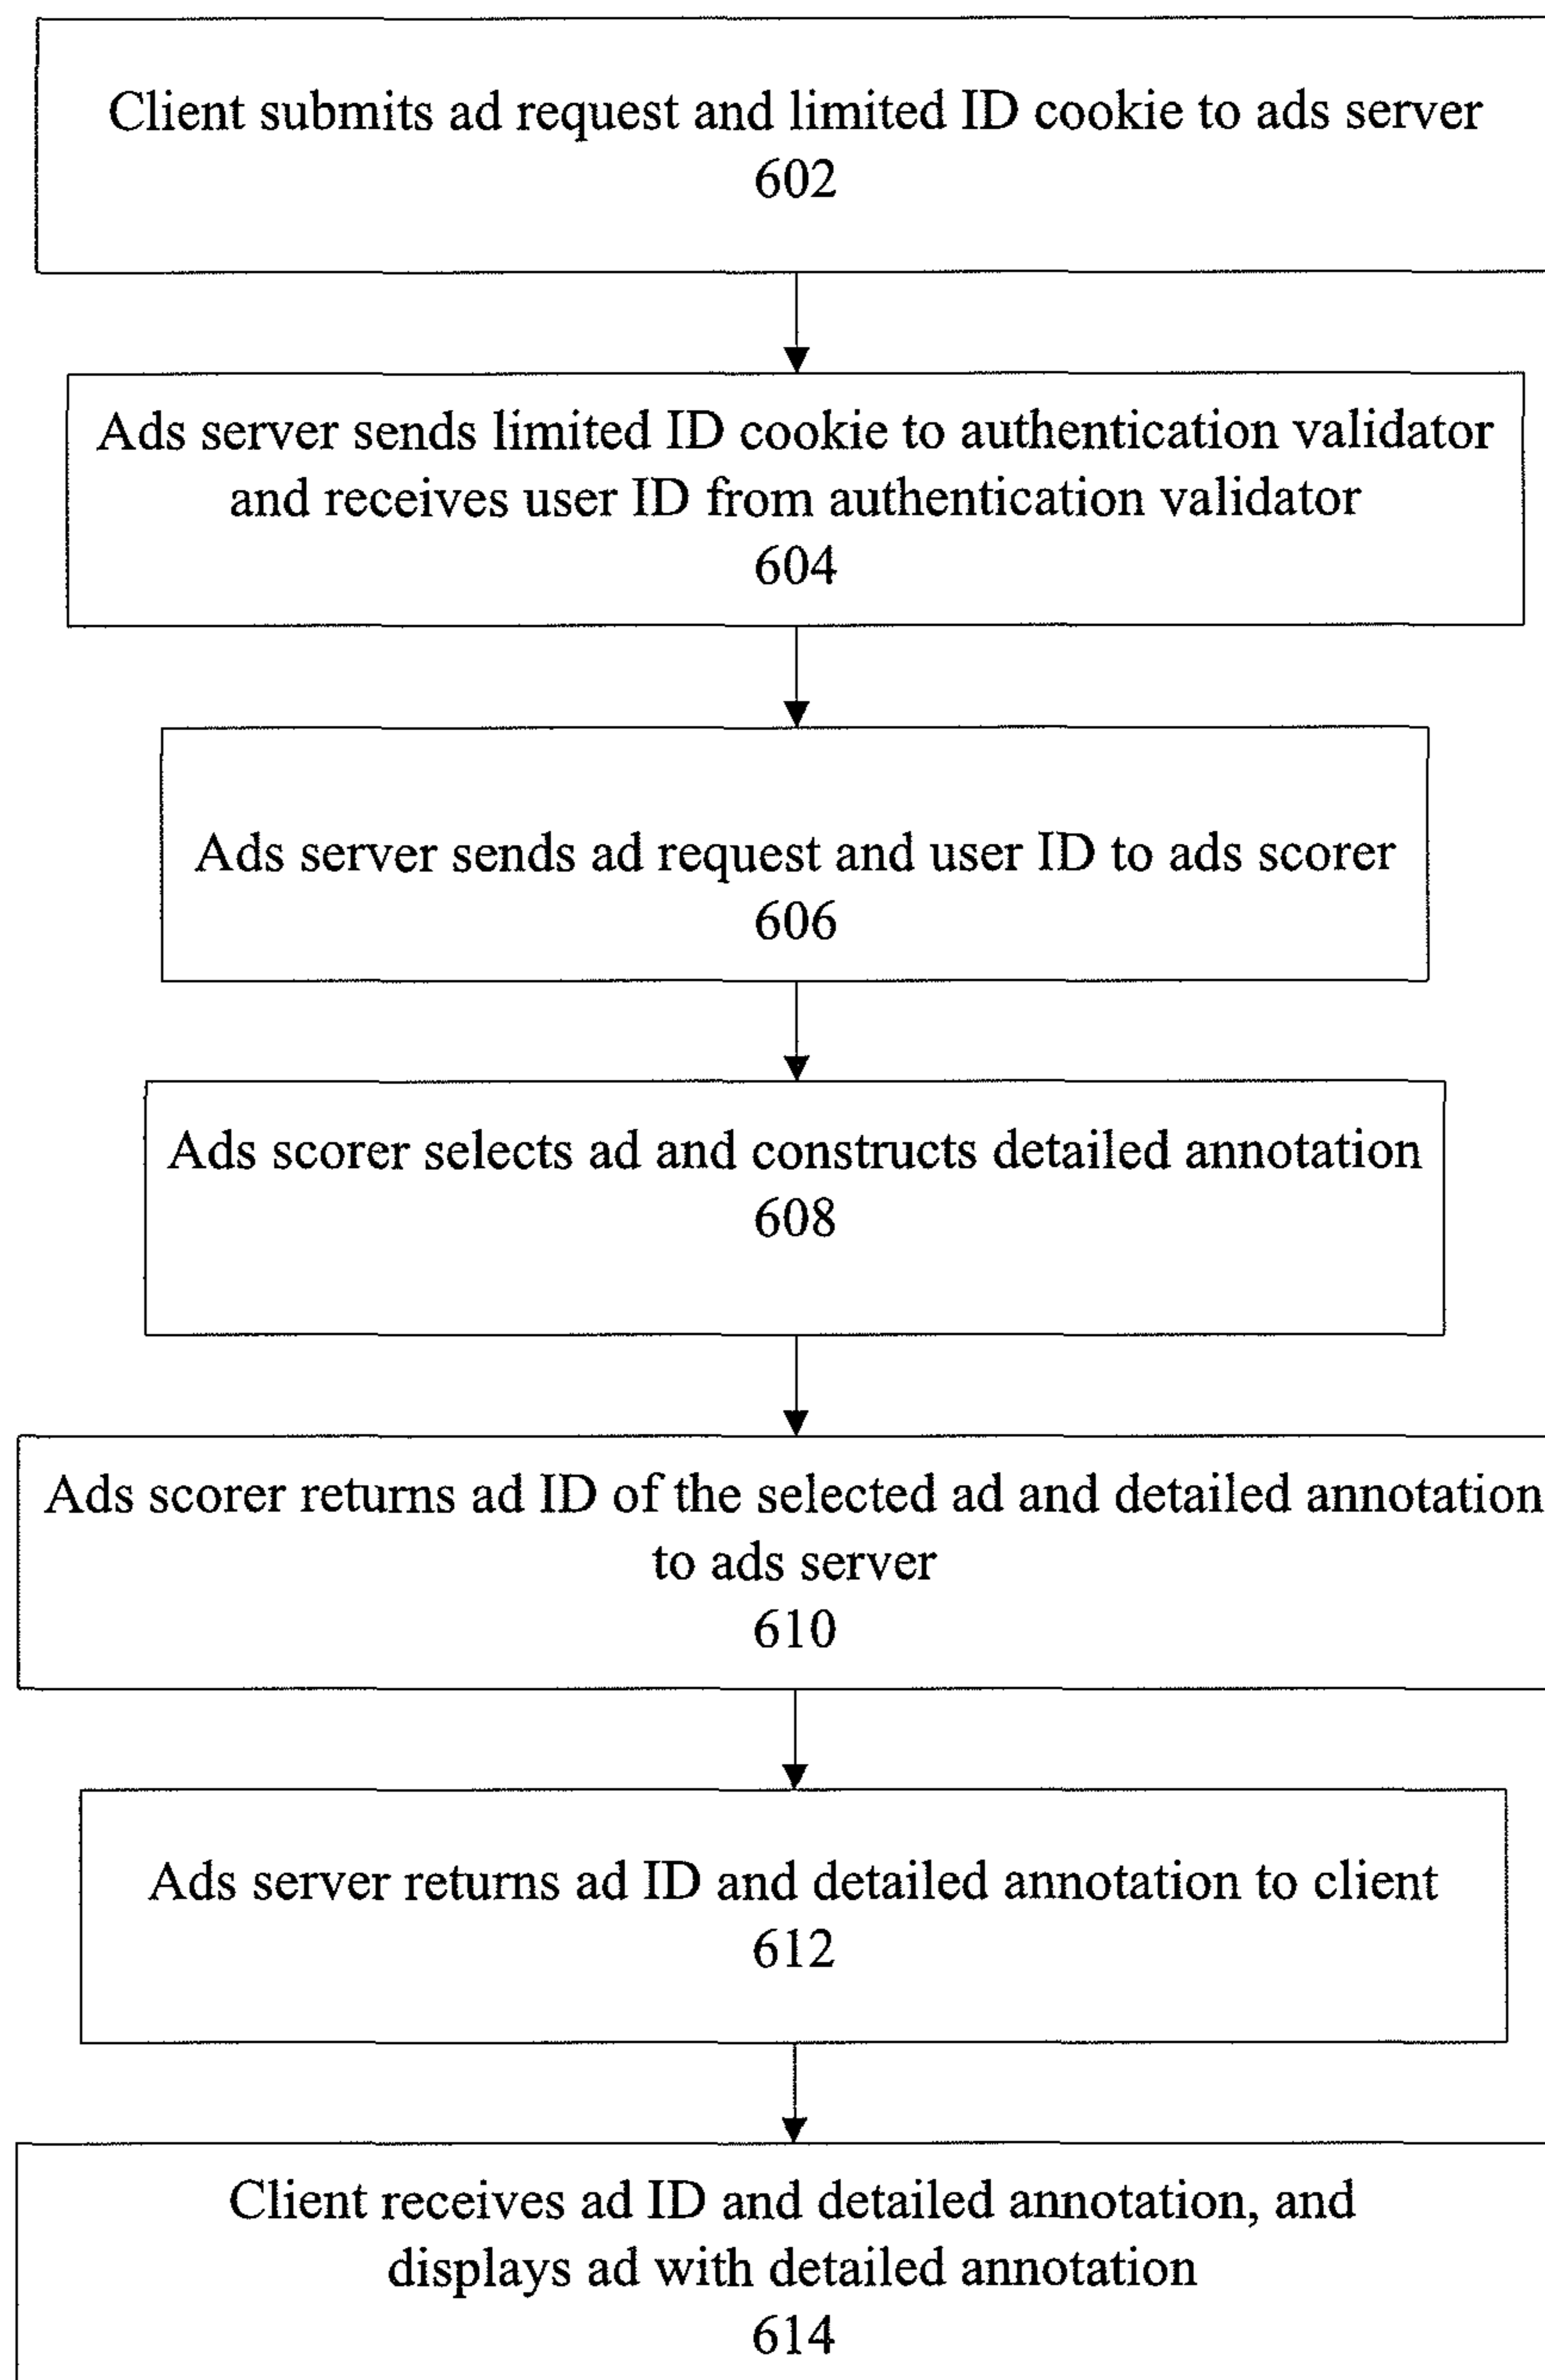 Client submits ad request and limited ID cookie to ads server
602
Ads server sends limited ID cookie to authentication validator
and receives user ID from authentication validator
604
Ads server sends ad request and user ID to ads scorer
606
Ads scorer selects ad and constructs detailed annotation
608
Ads scorer returns ad ID of the selected ad and detailed annotation
to ads server
610
Ads server returns ad ID and detailed annotation to client
612
Client receives ad ID and detailed annotation, and
displays ad with detailed annotation
614